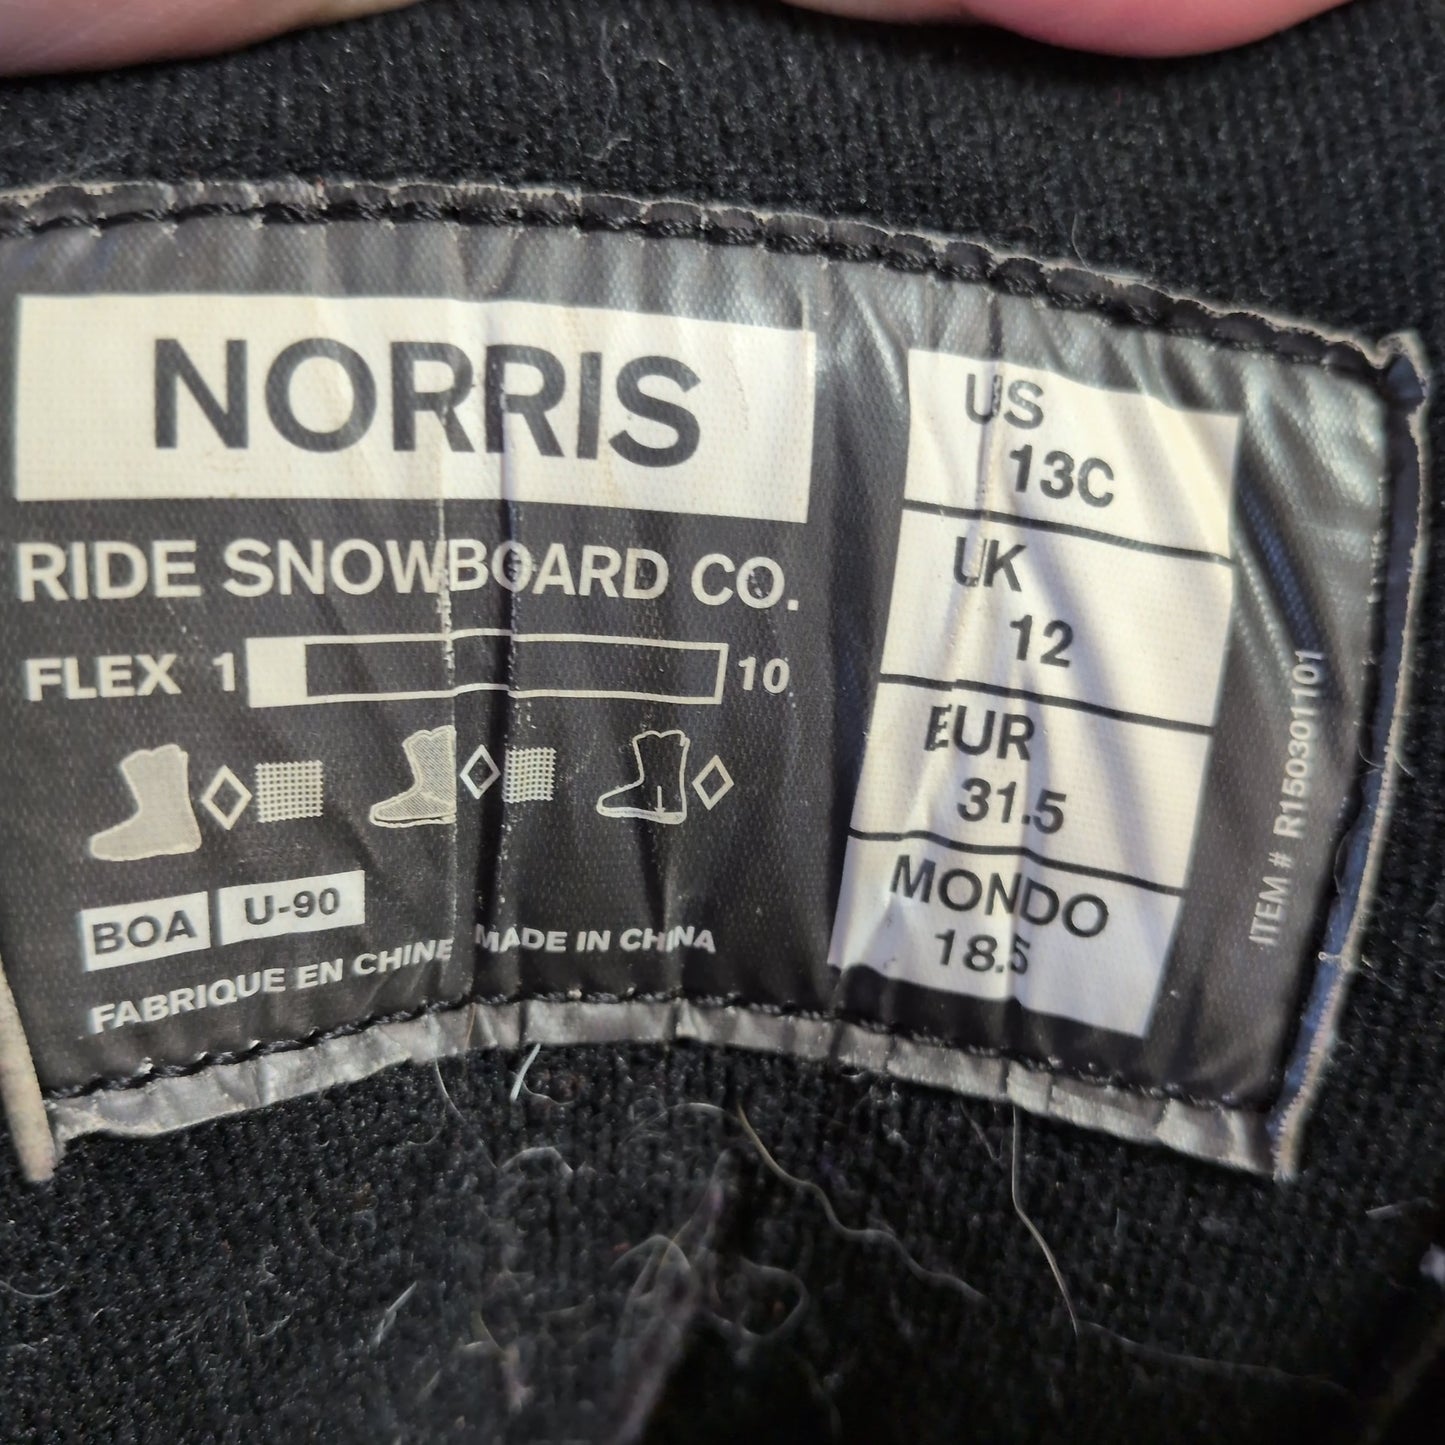 NORRIS
RIDE SNOWBOARD CO.
FLEX 1 10
BOA U-90
FABRIQUE EN CHINE MADE IN CHINA
US
13C
UK
12
EUR
31.5
MONDO
18.5
ITEM # R150301101